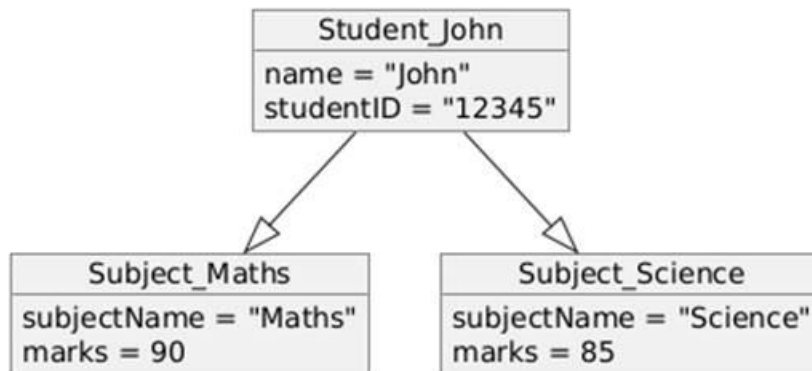 Student_John
name = "John"
studentID = "12345"
Subject_Maths
subjectName = "Maths"
marks = 90
Subject_Science
subjectName = "Science"
marks = 85